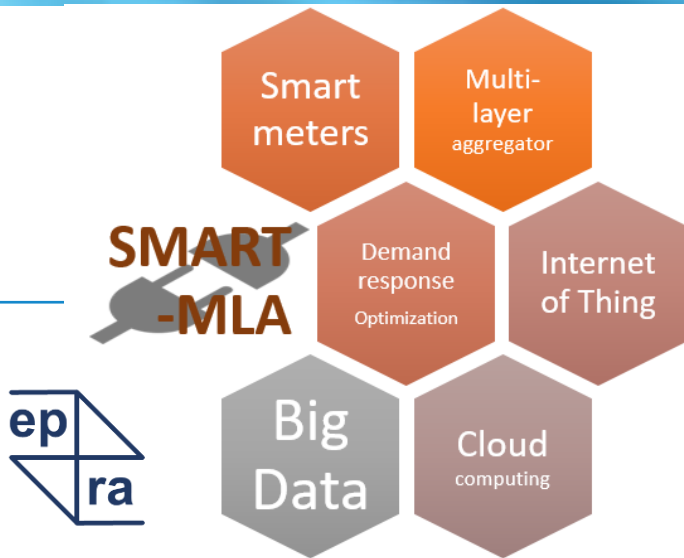 Smart
meters
Multi-
layer
aggregator
SMART
-MLA
Demand
response
Optimization
Internet
of Thing
ep
ra
Big
Data
Cloud
computing